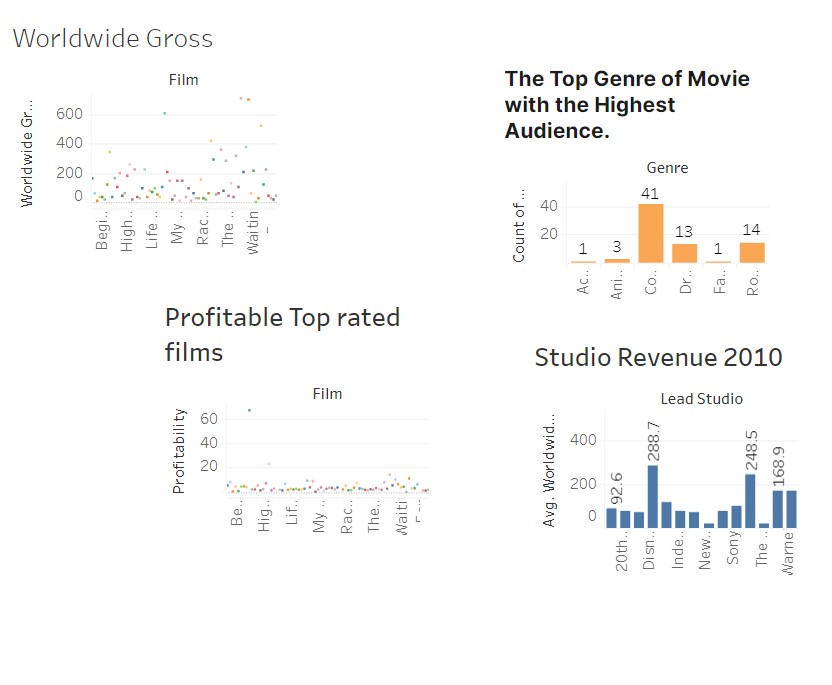 Worldwide Gross
Film
Worldwide Gr...
600
400
200
0
Begi..
High..
Life ..
My ..
Rac..
The ..
Waitin
The Top Genre of Movie
with the Highest
Audience.
Genre
Count of ...
40
20
1
3
41
13
1
14
Ac..
Ani..
Co..
Dr..
Fa..
Ro..
Profitable Top rated
films
Film
Profitability
60
40
20
Be..
Hig..
Lif..
My ..
Rac..
The..
Waiti
Studio Revenue 2010
Lead Studio
Avg. Worldwid...
400
200
0
92.6
288.7
248.5
168.9
20th..
Disn..
Inde..
New..
Sony
The ..
Warne